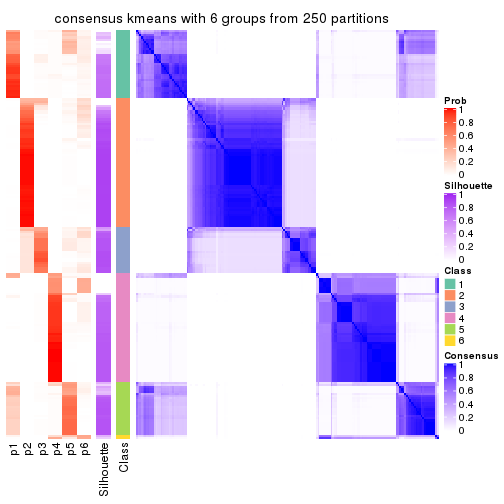 consensus kmeans with 6 groups from 250 partitions
Prob
1
0.8
0.6
0.4
0.2
0
Silhouette
1
0.8
0.6
0.4
0.2
0
Class
1
2
3
4
5
6
Consensus
1
0.8
0.6
0.4
0.2
0
p1
p2
p3
p4
p5
p6
Silhouette
Class